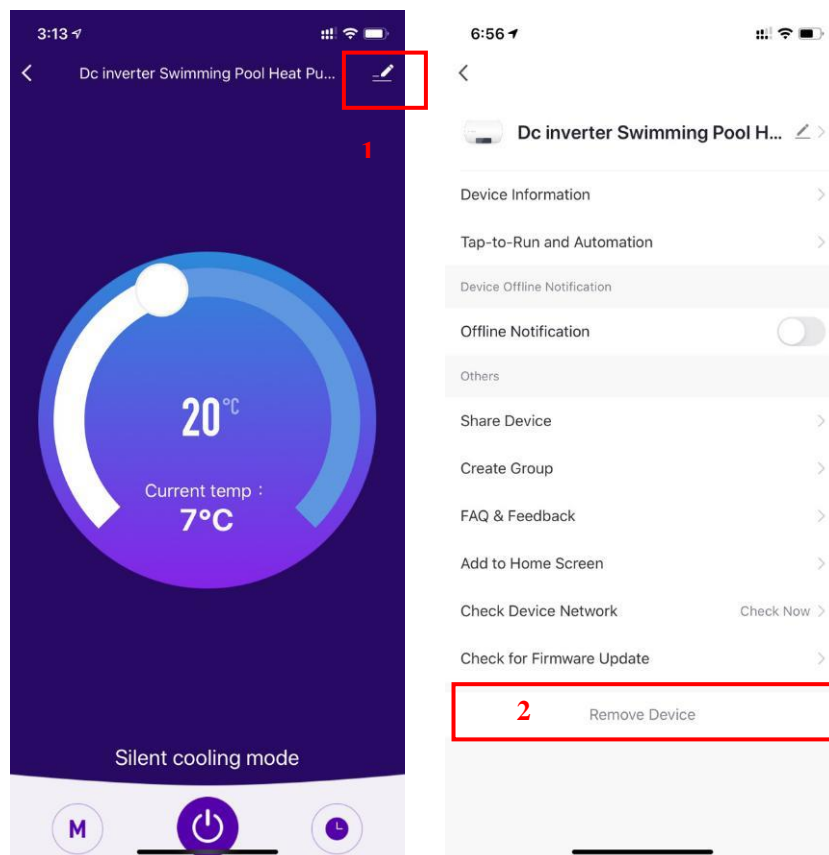 3:13
Dc inverter Swimming Pool Heat Pu...
1
20°C
Current temp :
7°C
Silent cooling mode
M
6:56
Dc inverter Swimming Pool H...
Device Information
Tap-to-Run and Automation
Device Offline Notification
Offline Notification
Others
Share Device
Create Group
FAQ & Feedback
Add to Home Screen
Check Device Network Check Now
Check for Firmware Update
2 Remove Device